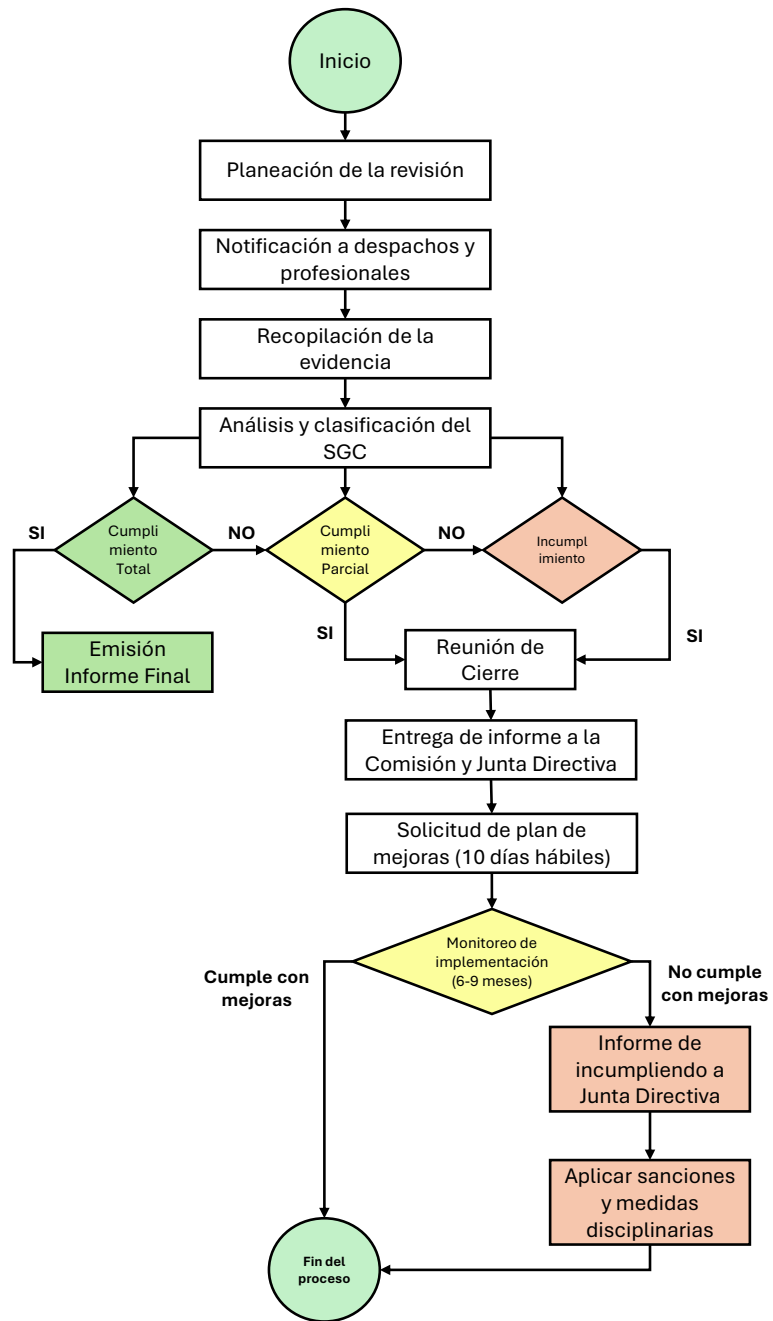 Inicio
Planeación de la revisión
Notificación a despachos y
profesionales
Recopilación de la
evidencia
Análisis y clasificación del
SGC
SI
Cumpli
miento
Total
NO
Cumpli
miento
Parcial
NO
Incumpl
imiento
Emisión
Informe Final
SI
Reunión de
Cierre
SI
Entrega de informe a la
Comisión y Junta Directiva
Solicitud de plan de
mejoras (10 días hábiles)
Monitoreo de
implementación
(6-9 meses)
Cumple con
mejoras
No cumple
con mejoras
Informe de
incumpliendo a
Junta Directiva
Aplicar sanciones
y medidas
disciplinarias
Fin del
proceso